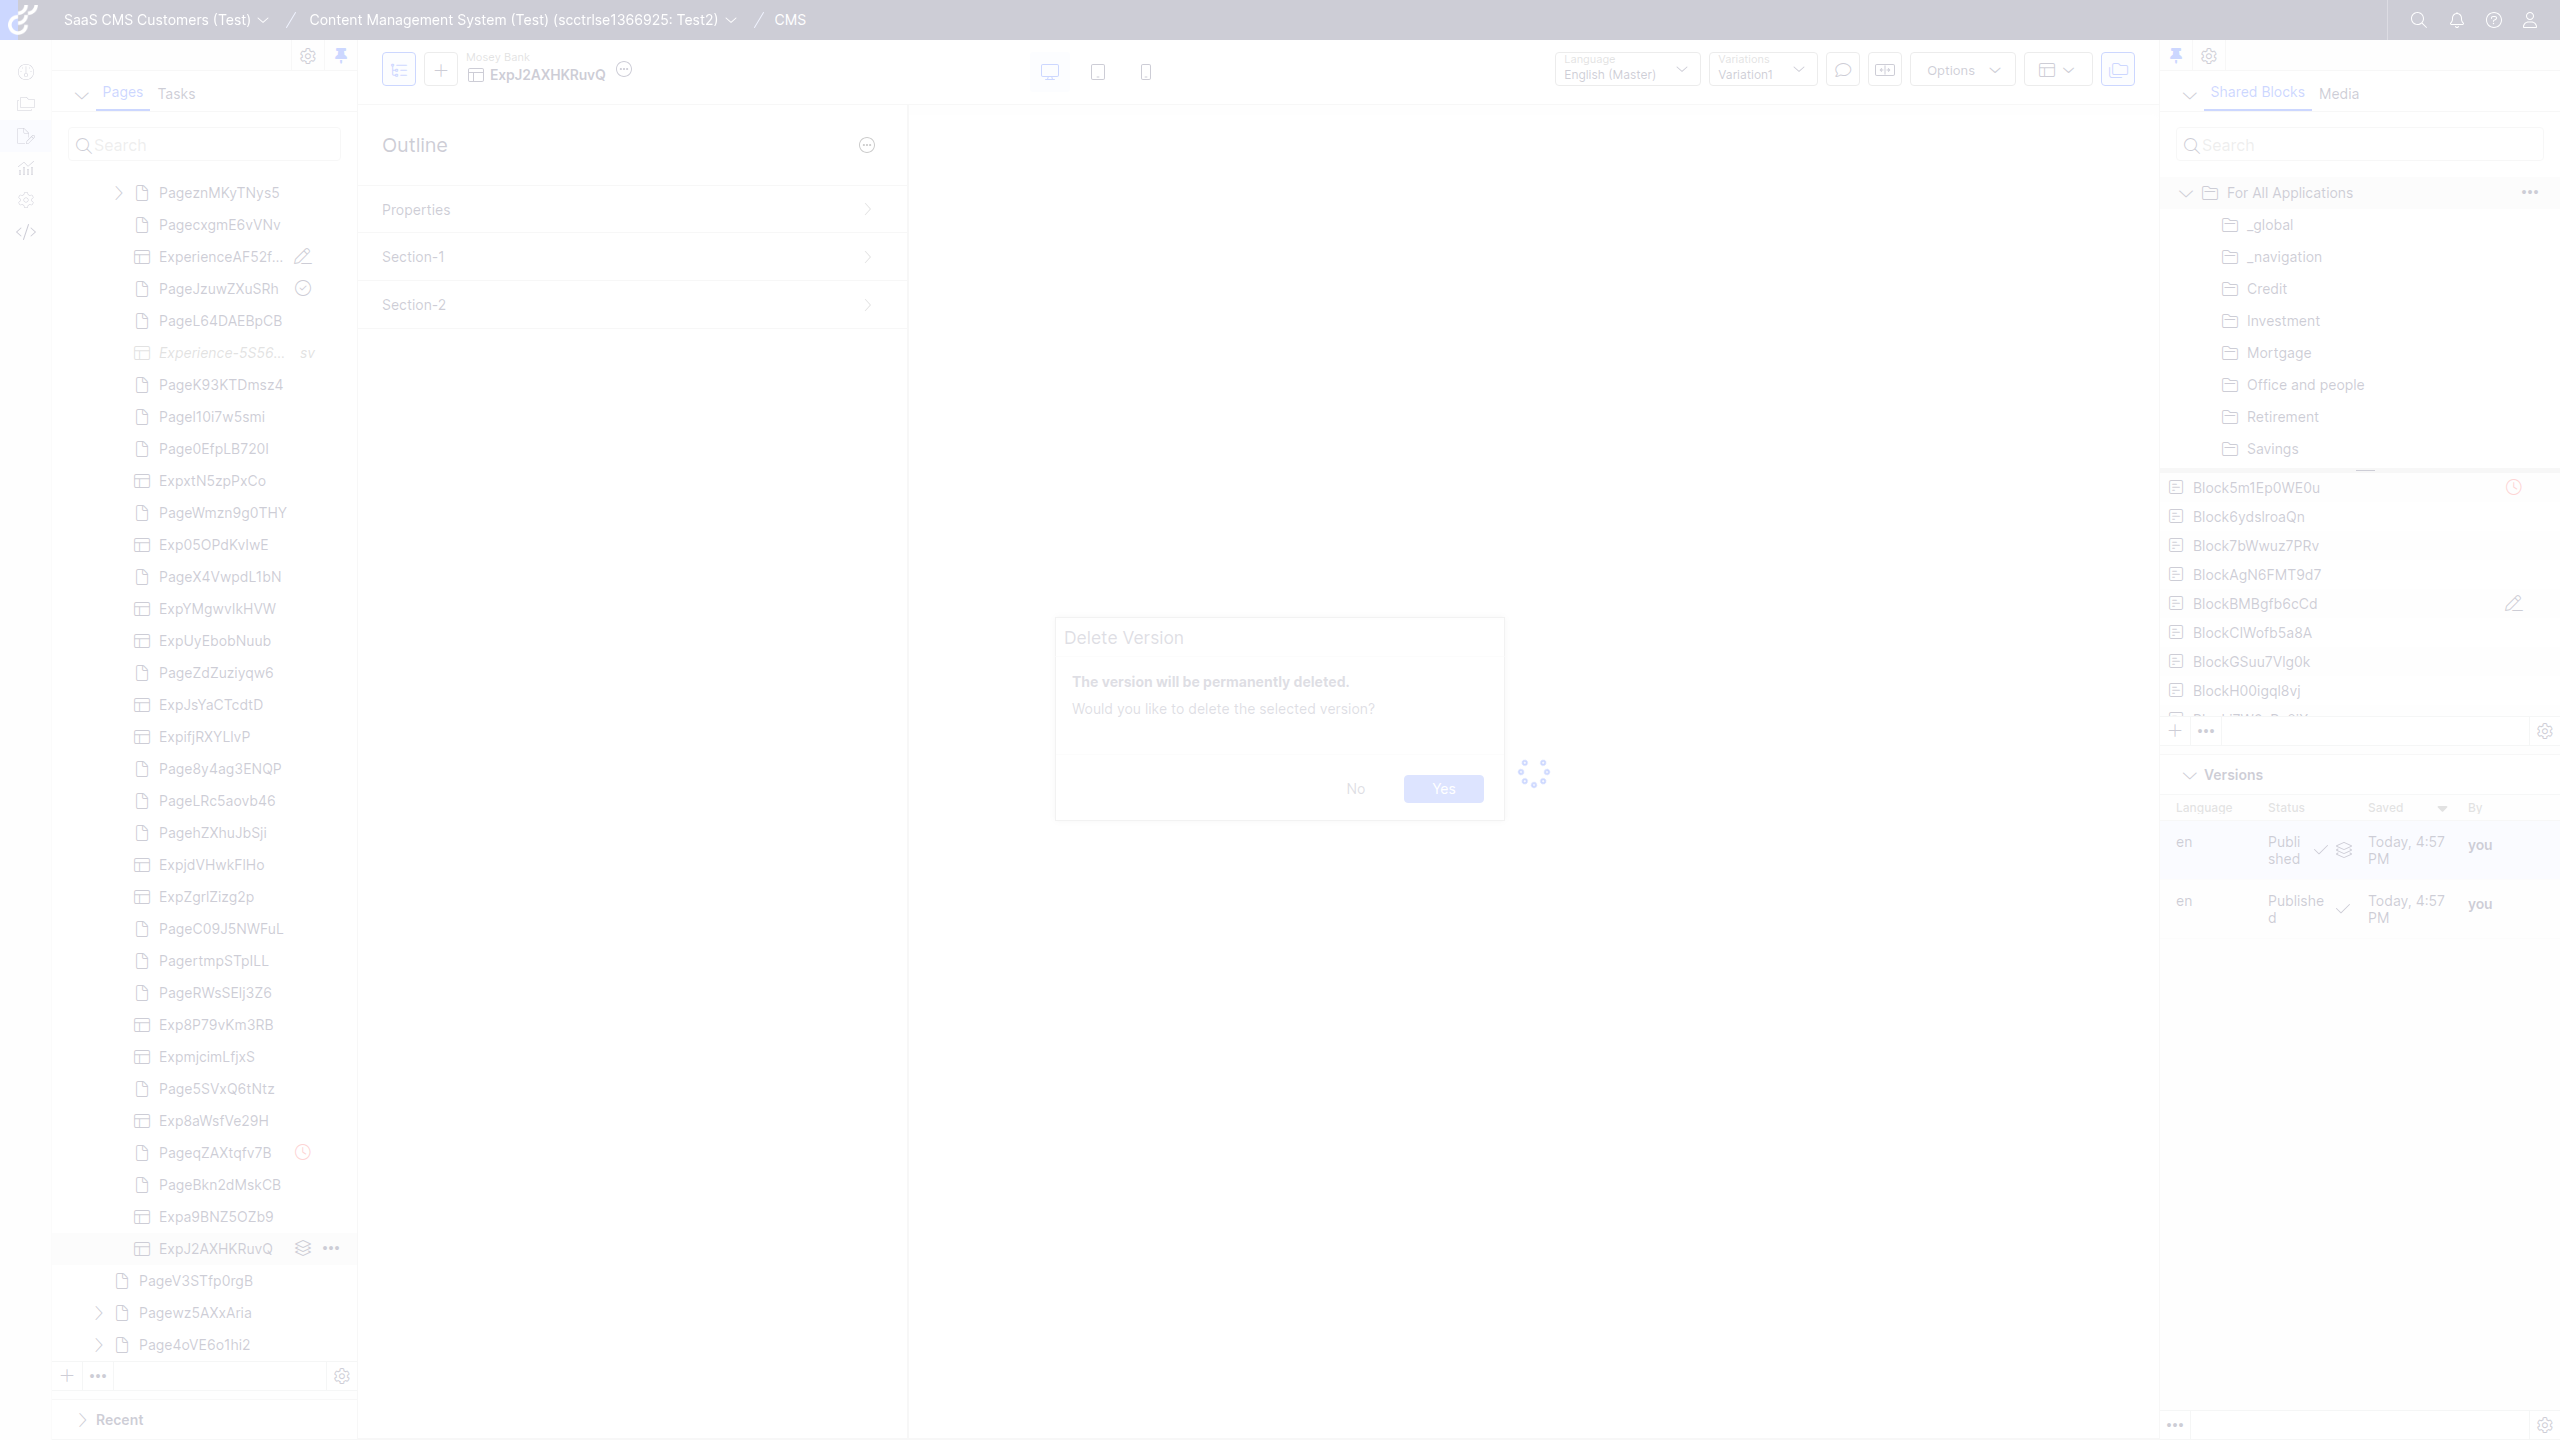 SaaS CMS Customers (Test) / Content Management System (Test) (scctrlse1366925: Test2) / CMS
Pages Tasks
Search
PageznMKyTNys5
PagecxgmE6vVNv
ExperienceAF52f...
PageJzuwZXuSRh
PageL64DAEBpCB
Experience-5S56... sv
PageK93KTDmsz4
PageI10i7w5smi
Page0EfpLB720I
ExpxtN5zpPxCo
PageWmzn9g0THY
Exp05OPdKvIwE
PageX4VwpdL1bN
ExpYMgwvIkHVW
ExpUyEbobNuub
PageZdZuziyqw6
ExpJsYaCTcdtD
ExpifjRXYLIvP
Page8y4ag3ENQP
PageLRc5aovb46
PagehZXhuJbSji
ExpjdVHwkFlHo
ExpZgrlZizg2p
PageC09J5NWFuL
PagertmpSTpILL
PageRWsSEIj3Z6
Exp8P79vKm3RB
ExpmjcimLfjxS
Page5SVxQ6tNtz
Exp8aWsfVe29H
PageqZAXtqfv7B
PageBkn2dMskCB
Expa9BNZ5OZb9
ExpJ2AXHKRuvQ
PageV3STfp0rgB
Pagewz5AXxAria
Page4oVE6o1hi2
Recent
Mosey Bank
ExpJ2AXHKRuvQ
Language
English (Master)
Variations
Variation1
Options
Outline
Properties
Section-1
Section-2
Delete Version
The version will be permanently deleted.
Would you like to delete the selected version?
No Yes
Shared Blocks Media
Search
For All Applications
_global
_navigation
Credit
Investment
Mortgage
Office and people
Retirement
Savings
Block5m1Ep0WE0u
Block6ydslroaQn
Block7bWwuz7PRv
BlockAgN6FMT9d7
BlockBMBgfb6cCd
BlockClWofb5a8A
BlockGSuu7Vlg0k
BlockH00igql8vj
Versions
Language Status Saved By
en Publi Today, 4:57 you
shed PM
en Publishe Today, 4:57 you
d PM